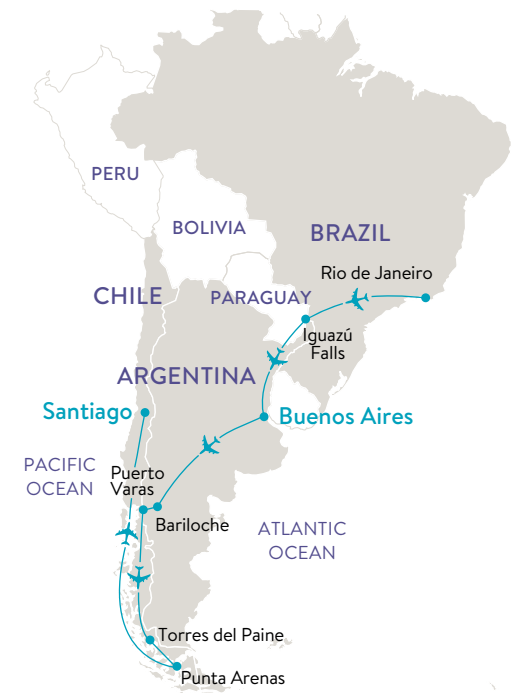 PERU
BOLIVIA
BRAZIL
Rio de Janeiro
CHILE
PARAGUAY
Iguazú
Falls
ARGENTINA
Santiago
Buenos Aires
PACIFIC
OCEAN
Puerto
Varas
Bariloche
ATLANTIC
OCEAN
Torres del Paine
Punta Arenas